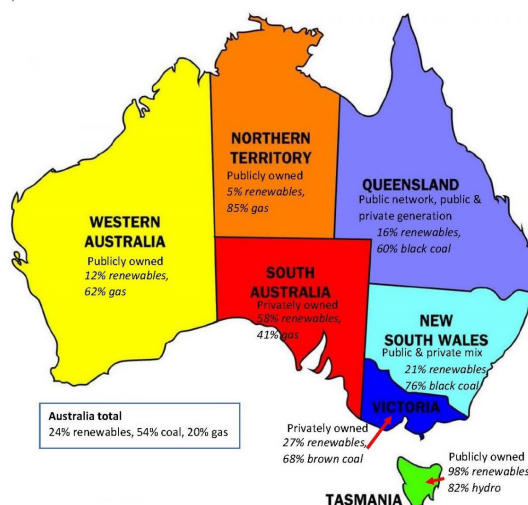 NORTHERN
TERRITORY
Publicly owned
5% renewables,
85% gas
QUEENSLAND
Public network, public &
private generation
16% renewables,
60% black coal
WESTERN
AUSTRALIA
Publicly owned
12% renewables,
62% gas
SOUTH
AUSTRALIA
Privately owned
58% renewables,
41% gas
NEW
SOUTH WALES
Public & private mix
21% renewables
76% black coal
VICTORIA
Privately owned
27% renewables,
68% brown coal
Australia total
24% renewables, 54% coal, 20% gas
Publicly owned
98% renewables
82% hydro
TASMANIA